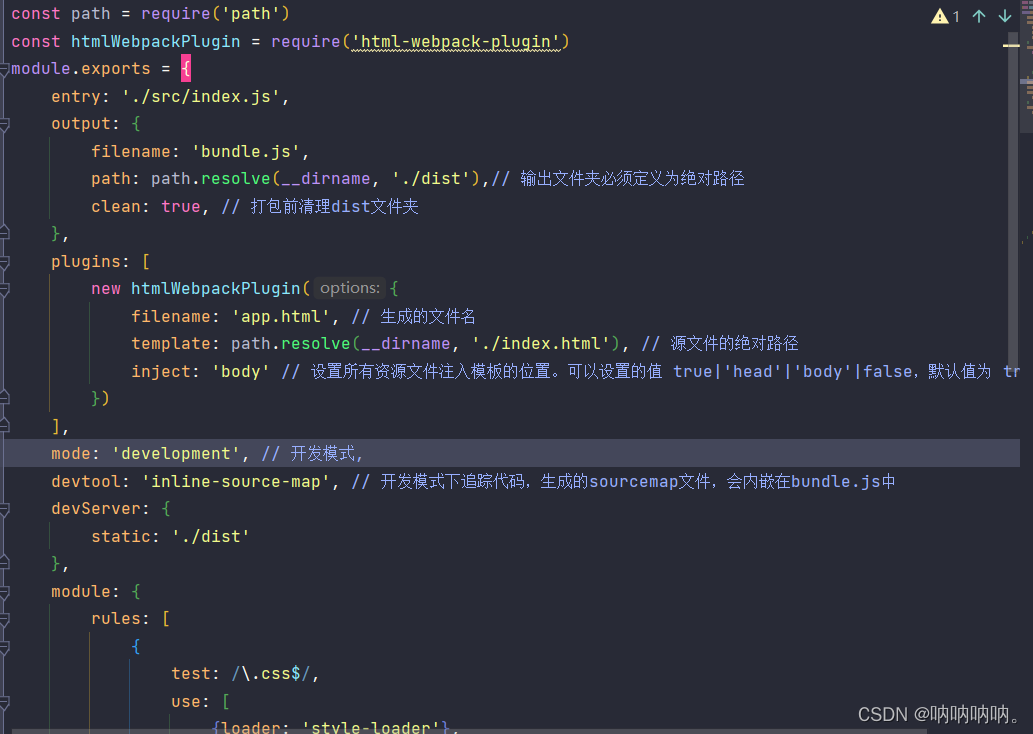 const path = require('path')
⚠ 1 ↑ ↓
const htmlWebpackPlugin = require('html-webpack-plugin')
module.exports = {
    entry: './src/index.js',
    output: {
        filename: 'bundle.js',
        path: path.resolve(__dirname, './dist'),// 输出文件夹必须定义为绝对路径
        clean: true, // 打包前清理dist文件夹
    },
    plugins: [
        new htmlWebpackPlugin( options: {
            filename: 'app.html', // 生成的文件名
            template: path.resolve(__dirname, './index.html'), // 源文件的绝对路径
            inject: 'body' // 设置所有资源文件注入模板的位置。可以设置的值 true|'head'|'body'|false，默认值为 tr
        })
    ],
    mode: 'development', // 开发模式,
    devtool: 'inline-source-map', // 开发模式下追踪代码，生成的sourcemap文件，会内嵌在bundle.js中
    devServer: {
        static: './dist'
    },
    module: {
        rules: [
            {
                test: /\.css$/,
                use: [
                    {loader: 'style-loader'},
CSDN @呐呐呐呐。